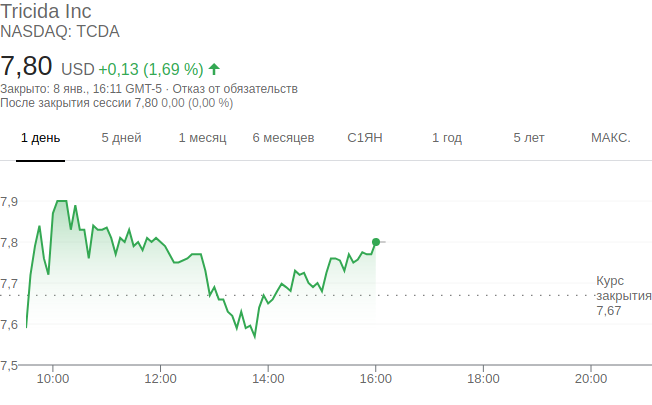 Tricida Inc
NASDAQ: TCDA
7,80 USD +0,13 (1,69 %) ↑
Закрыто: 8 янв., 16:11 GMT-5 · Отказ от обязательств
После закрытия сессии 7,80 0,00 (0,00 %)
1 день 5 дней 1 месяц 6 месяцев С1ЯН 1 год 5 лет МАКС.
7,9
7,8
7,7
7,6
7,5
Курс
закрытия
7,67
10:00 12:00 14:00 16:00 18:00 20:00